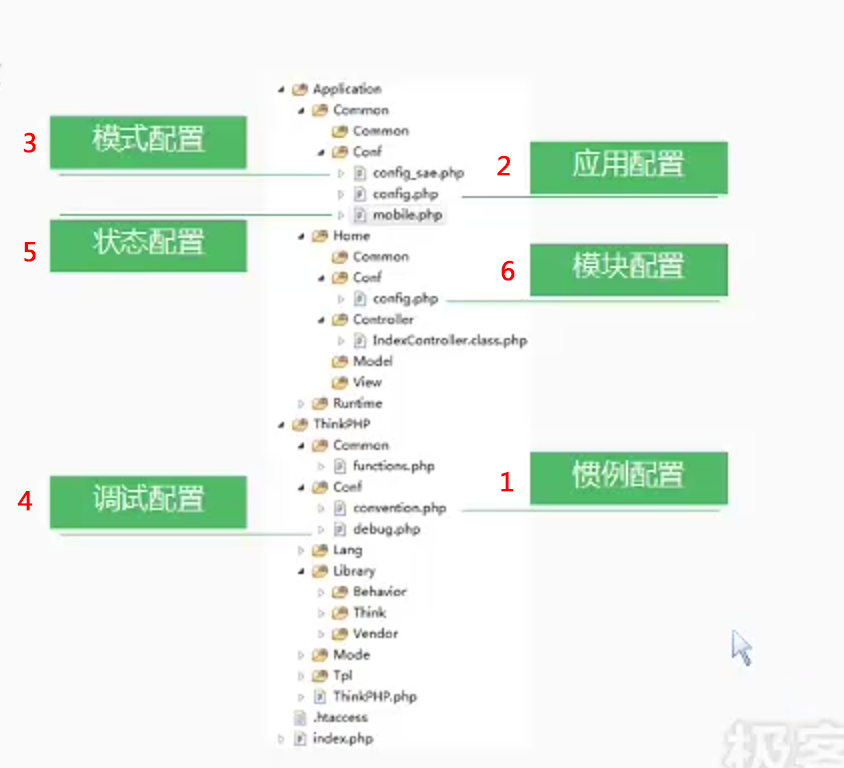 Application
Common
3 模式配置
Common
Conf
2 应用配置
config_sae.php
config.php
mobile.php
5 状态配置
Home
Common
6 模块配置
Conf
config.php
Controller
IndexController.class.php
Model
View
Runtime
ThinkPHP
Common
functions.php
1 惯例配置
4 调试配置
Conf
convention.php
debug.php
Lang
Library
Behavior
Think
Vendor
Mode
Tpl
ThinkPHP.php
.htaccess
index.php
极客